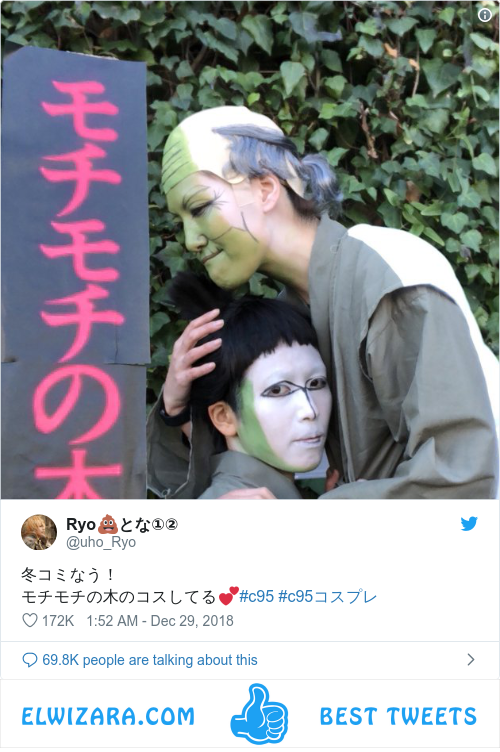 モチモチの木
Ryo💩とな①②
@uho_Ryo
冬コミなう！
モチモチの木のコスしてる💕#c95 #c95コスプレ
172K 1:52 AM - Dec 29, 2018
69.8K people are talking about this
ELWIZARA.COM
BEST TWEETS